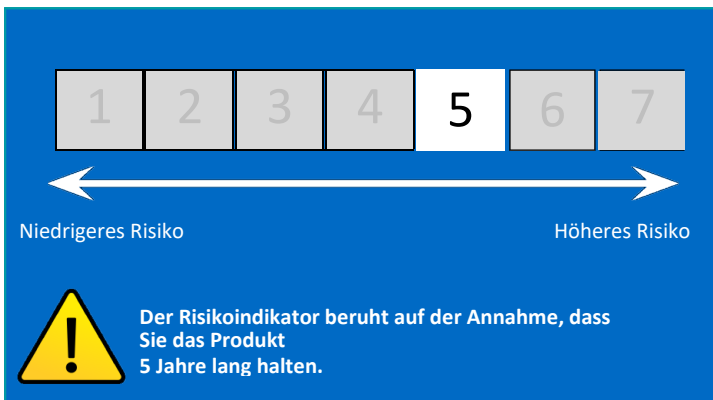 1 2 3 4 5 6 7
Niedrigeres Risiko Höheres Risiko
Der Risikoindikator beruht auf der Annahme, dass
Sie das Produkt
5 Jahre lang halten.